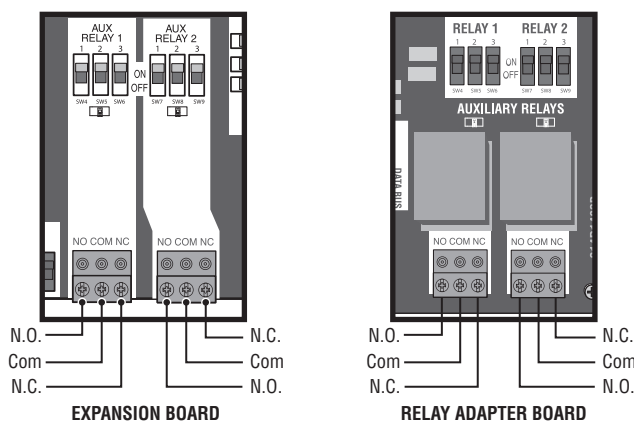 AUX
RELAY 1
1 2 3
SW4 SW5 SW6
AUX
RELAY 2
1 2 3
SW7 SW8 SW9
ON
OFF
NO COM NC
NO COM NC
N.O.
Com
N.C.
N.C.
Com
N.O.
EXPANSION BOARD
RELAY 1
1 2 3
SW4 SW5 SW6
RELAY 2
1 2 3
SW7 SW8 SW9
ON
OFF
AUXILIARY RELAYS
DATA BUS
NO COM NC
NO COM NC
N.O.
Com
N.C.
N.C.
Com
N.O.
RELAY ADAPTER BOARD